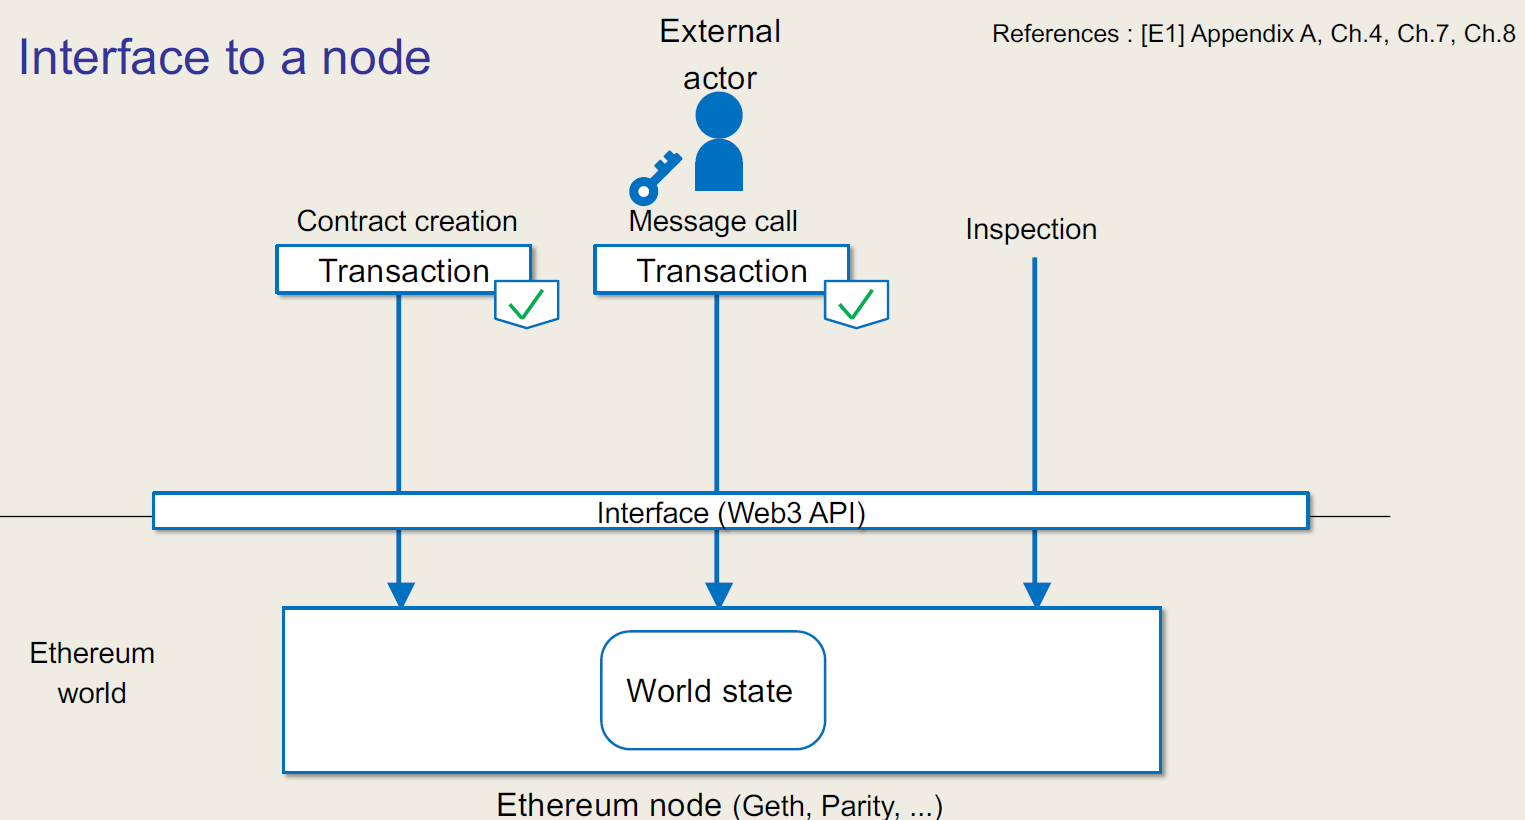 Interface to a node
External
actor
References : [E1] Appendix A, Ch.4, Ch.7, Ch.8
Contract creation
Message call
Inspection
Transaction
Transaction
Interface (Web3 API)
Ethereum
world
World state
Ethereum node (Geth, Parity, ...)